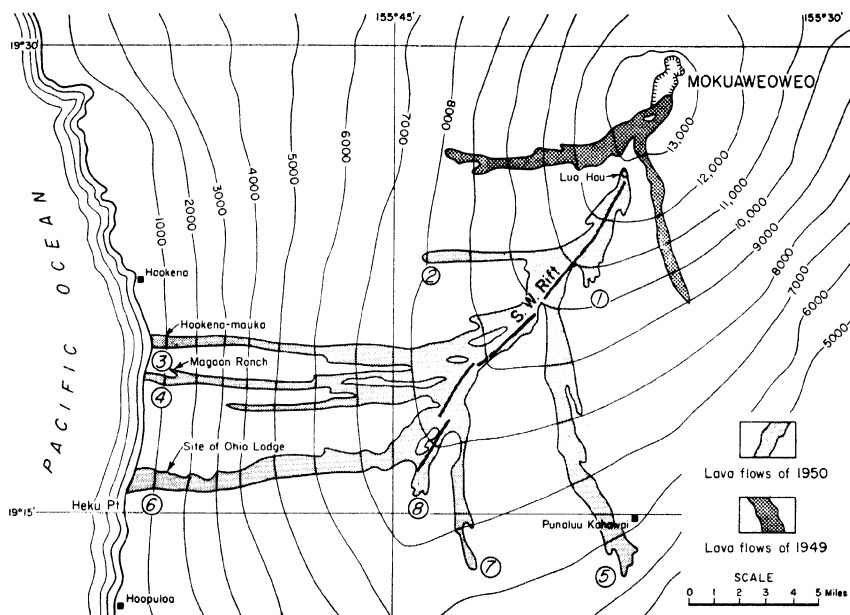 155°45'
155°30'
19°30'
MOKUAWEOWEO
13,000
12,000
11,000
10,000
9000
8000
7000
6000
5000
8000
7000
6000
5000
4000
3000
2000
1000
Lua Hou
PACIFIC OCEAN
Hookena
2
1
S.W. Rift
Hookena-mauka
3
Magoon Ranch
4
Site of Ohio Lodge
Heku Pt.
6
8
19°15'
Punaluu Kahawai
7
5
Hoopuloa
Lava flows of 1950
Lava flows of 1949
SCALE
0 1 2 3 4 5 Miles